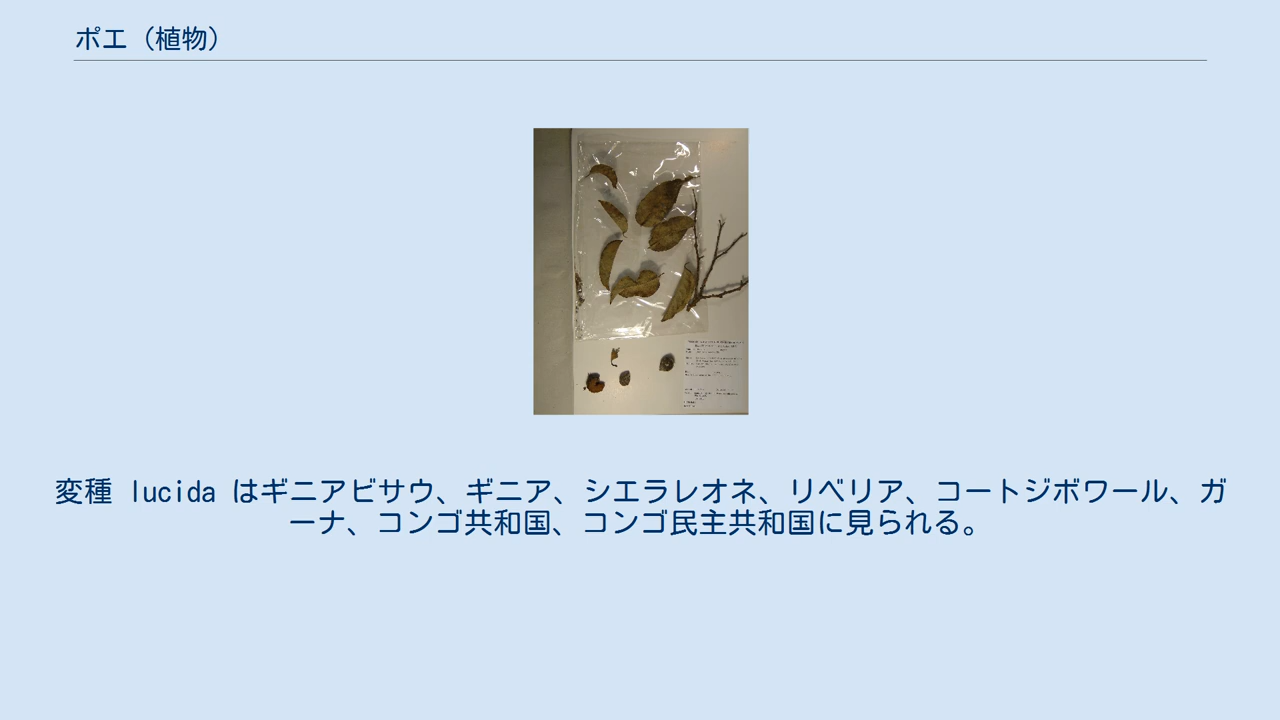 ポエ（植物）
変種 lucida はギニアビサウ、ギニア、シエラレオネ、リベリア、コートジボワール、ガ
ーナ、コンゴ共和国、コンゴ民主共和国に見られる。